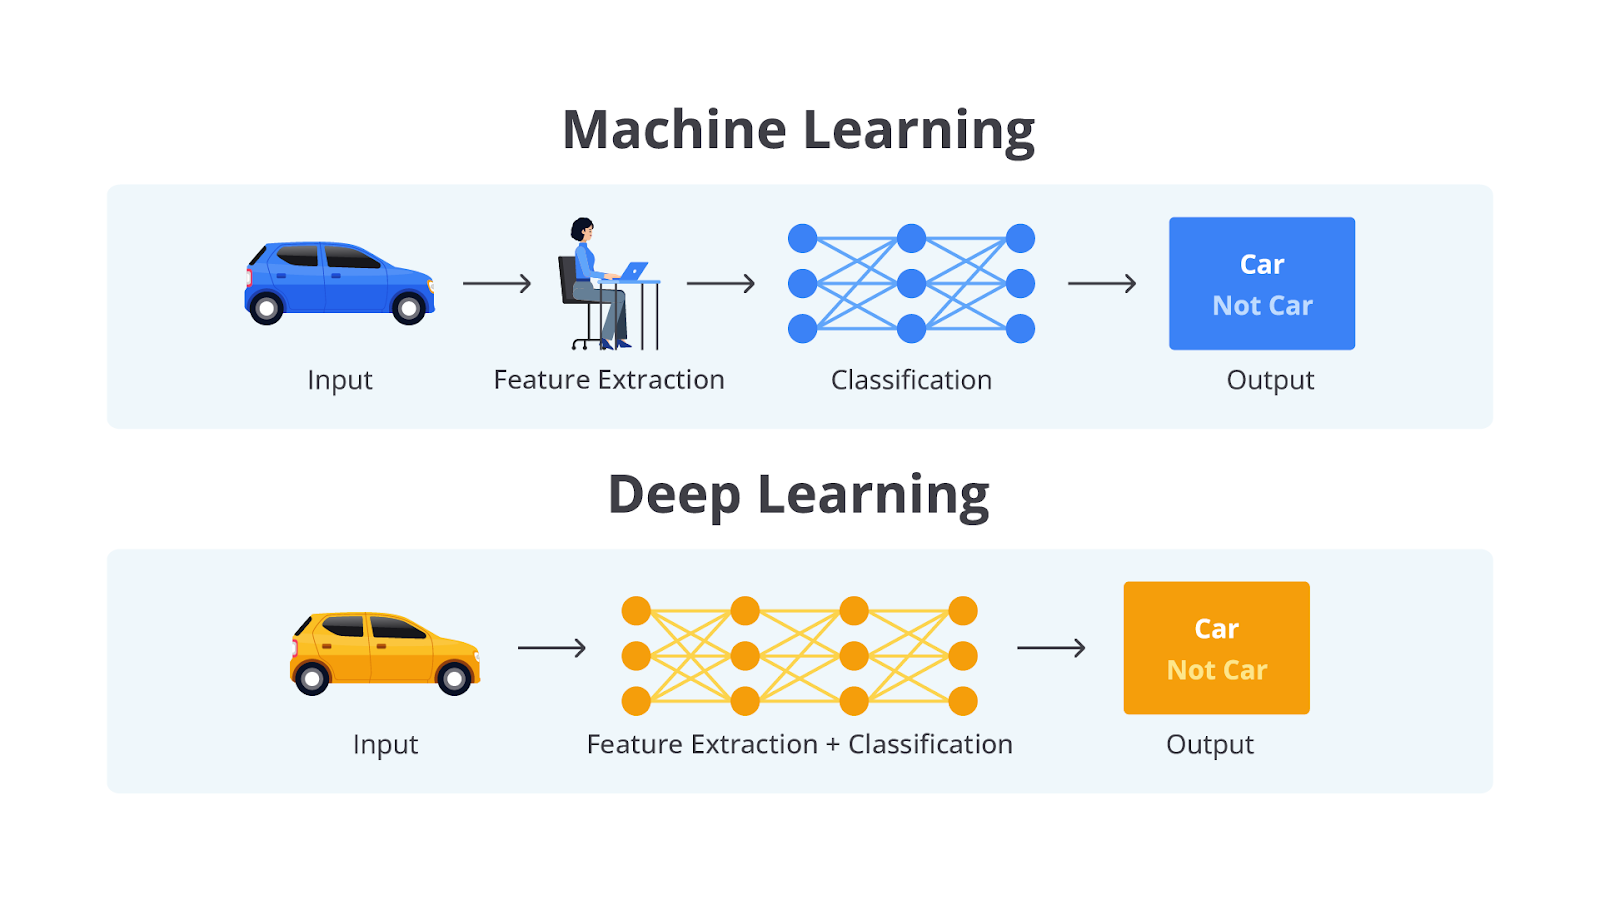 Machine Learning
Car
Not Car
Input
Feature Extraction
Classification
Output
Deep Learning
Car
Not Car
Input
Feature Extraction + Classification
Output